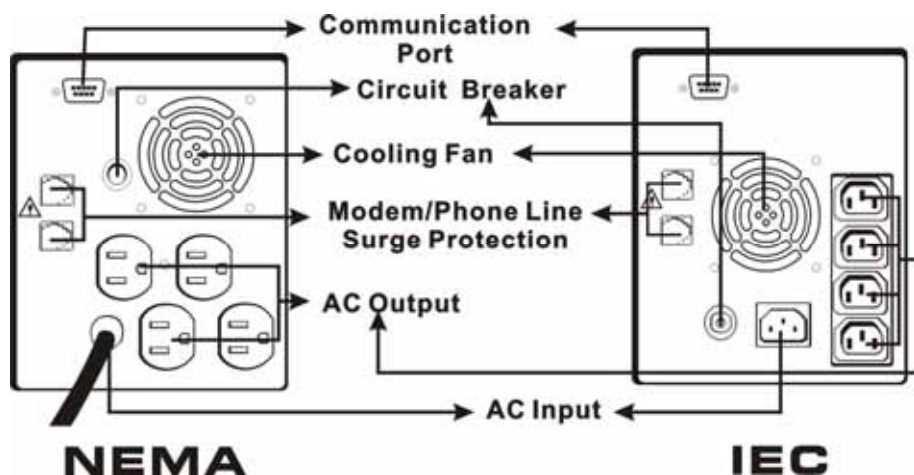 Communication
Port
Circuit Breaker
Cooling Fan
Modem/Phone Line
Surge Protection
AC Output
AC Input
NEMA
IEC